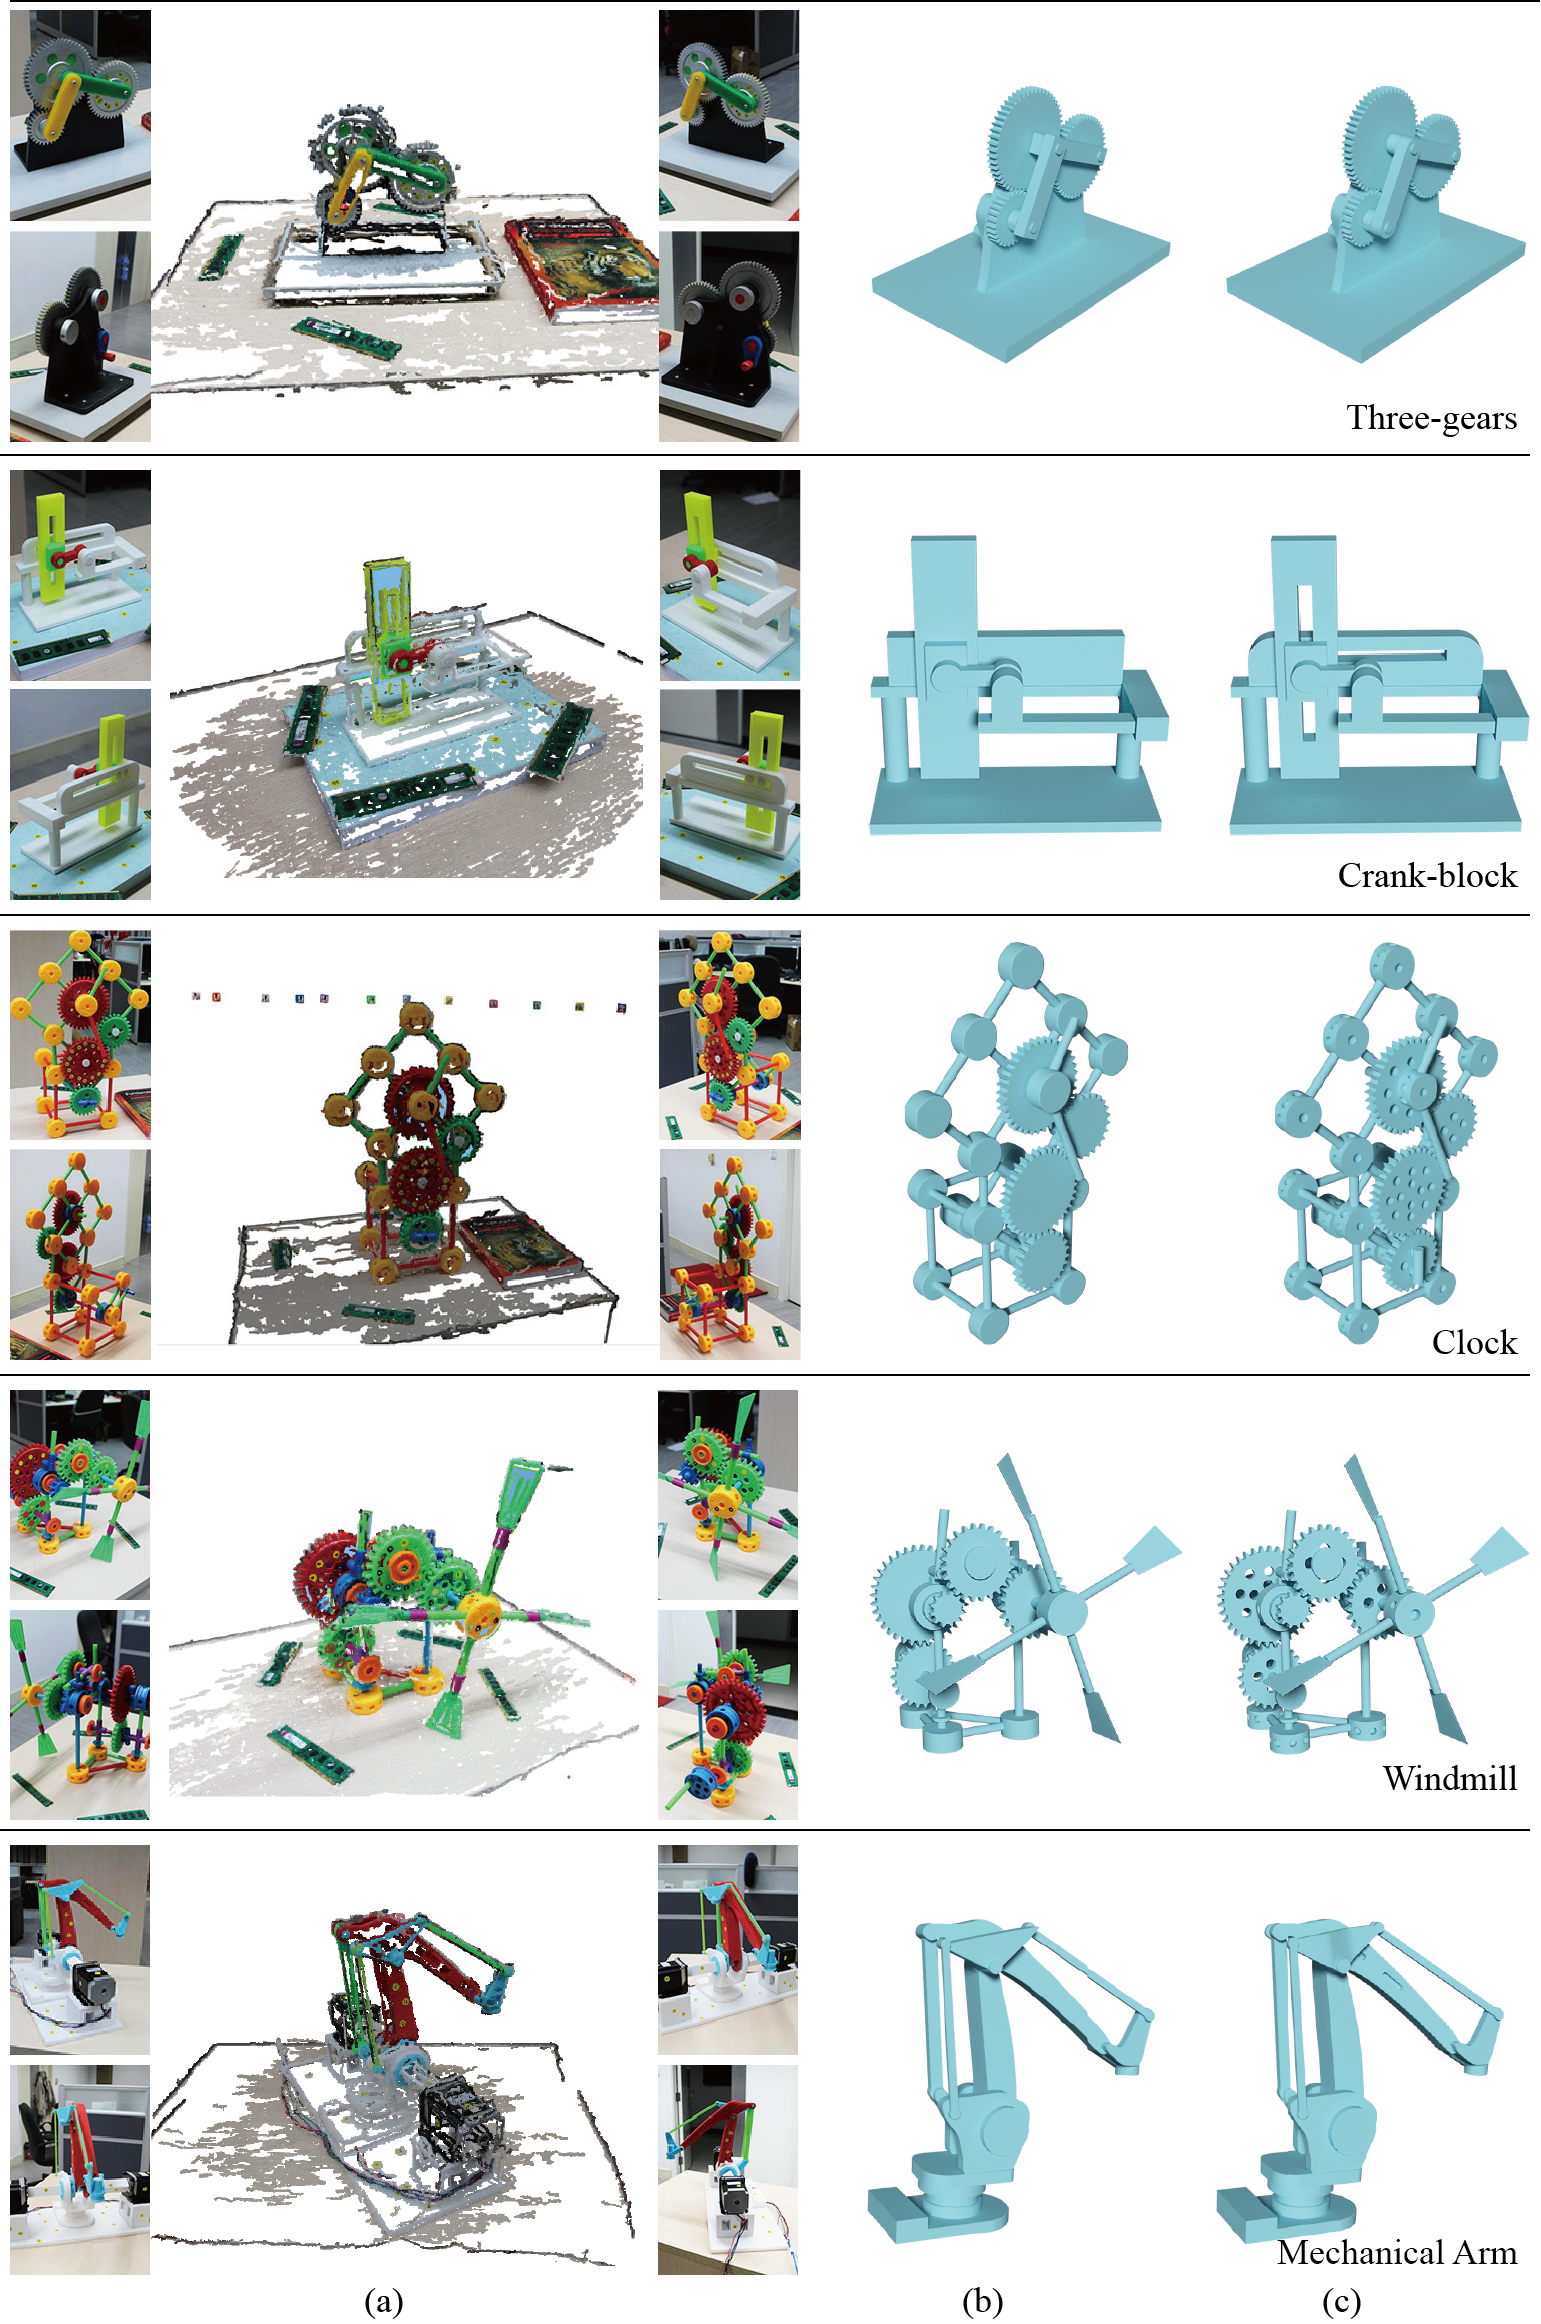 Three-gears
Crank-block
Clock
Windmill
Mechanical Arm
(a)
(b)
(c)